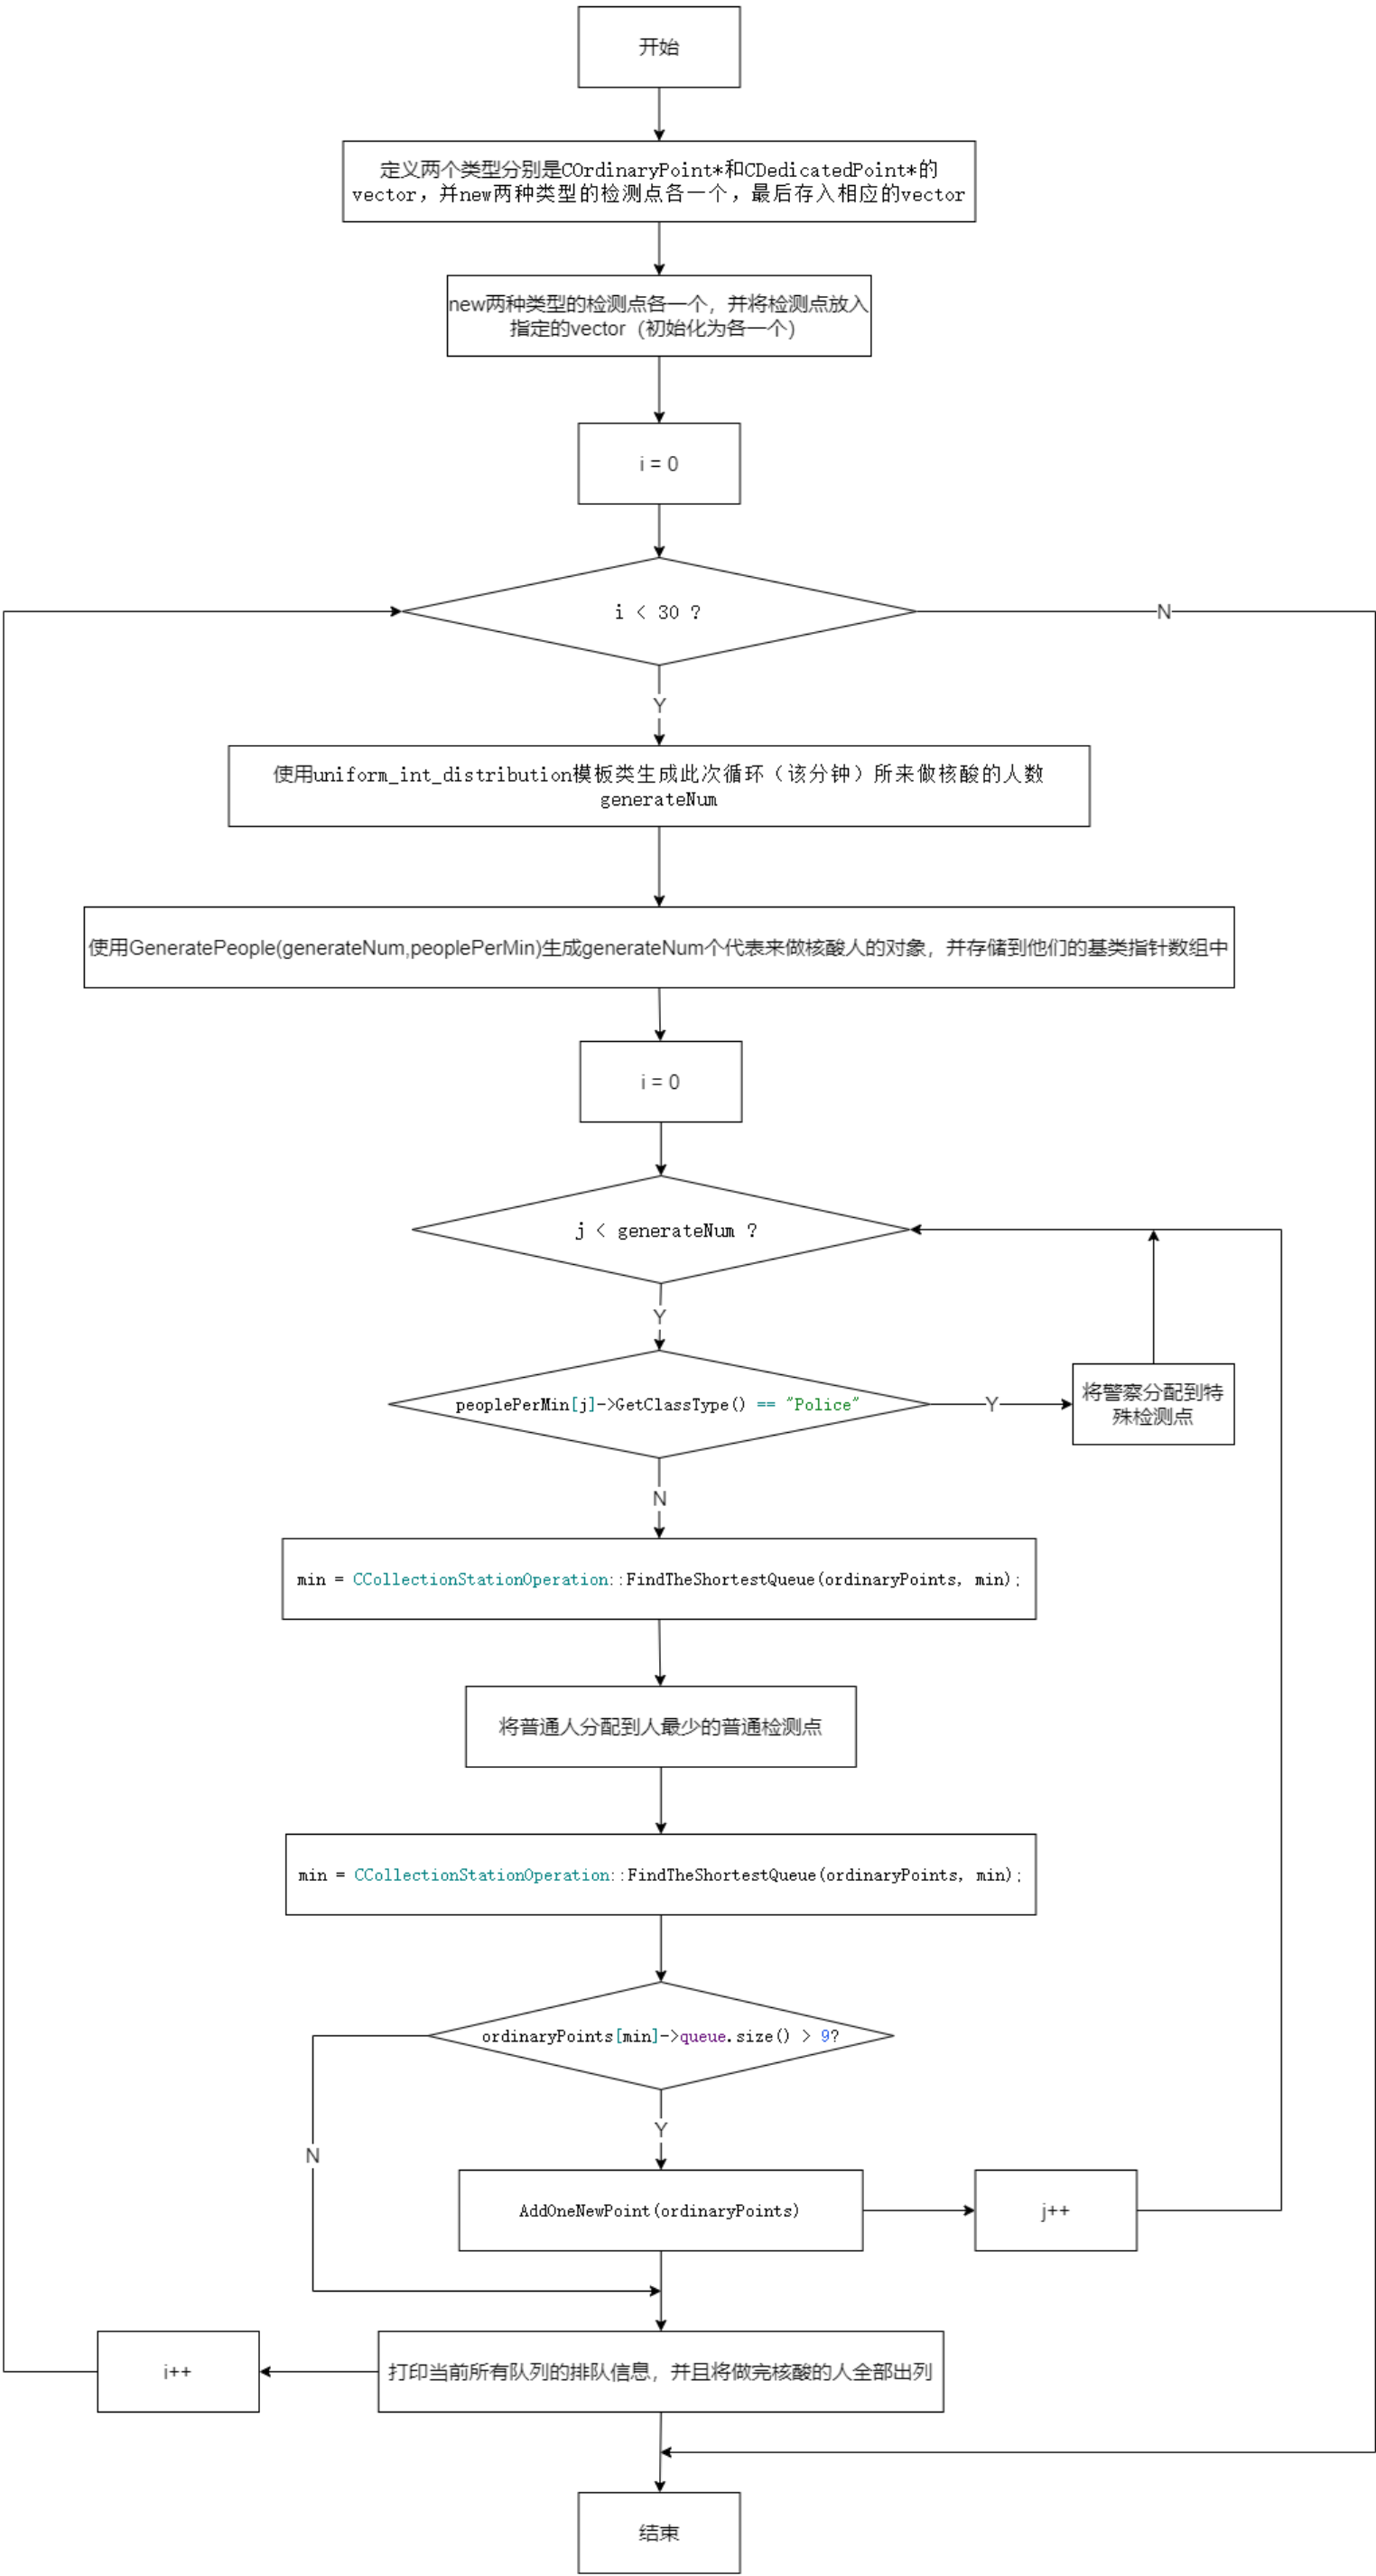 开始
定义两个类型分别是COrdinaryPoint*和CDedicatedPoint*的
vector，并new两种类型的检测点各一个，最后存入相应的vector
new两种类型的检测点各一个，并将检测点放入
指定的vector（初始化为各一个）
i = 0
i < 30 ?
N
Y
使用uniform_int_distribution模板类生成此次循环（该分钟）所来做核酸的人数
generateNum
使用GeneratePeople(generateNum,peoplePerMin)生成generateNum个代表来做核酸人的对象，并存储到他们的基类指针数组中
i = 0
j < generateNum ?
Y
peoplePerMin[j]->GetClassType() == "Police"
Y
将警察分配到特
殊检测点
N
min = CCollectionStationOperation::FindTheShortestQueue(ordinaryPoints, min);
将普通人分配到人最少的普通检测点
min = CCollectionStationOperation::FindTheShortestQueue(ordinaryPoints, min);
ordinaryPoints[min]->queue.size() > 9?
Y
N
AddOneNewPoint(ordinaryPoints)
j++
i++
打印当前所有队列的排队信息，并且将做完核酸的人全部出列
结束